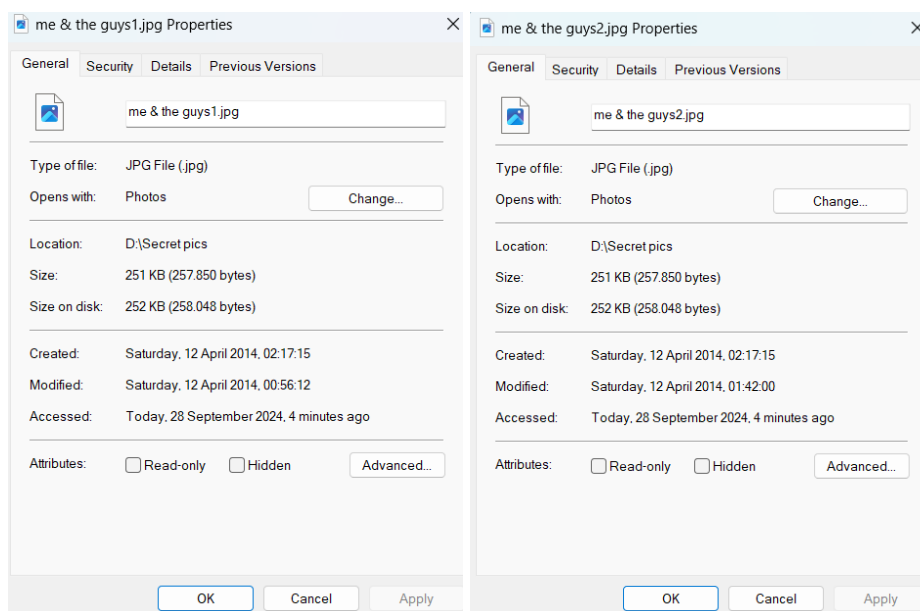 me & the guys1.jpg Properties
General Security Details Previous Versions
me & the guys1.jpg
Type of file: JPG File (.jpg)
Opens with: Photos Change...
Location: D:\Secret pics
Size: 251 KB (257.850 bytes)
Size on disk: 252 KB (258.048 bytes)
Created: Saturday, 12 April 2014, 02:17:15
Modified: Saturday, 12 April 2014, 00:56:12
Accessed: Today, 28 September 2024, 4 minutes ago
Attributes: Read-only Hidden Advanced...
OK Cancel Apply
me & the guys2.jpg Properties
General Security Details Previous Versions
me & the guys2.jpg
Type of file: JPG File (.jpg)
Opens with: Photos Change...
Location: D:\Secret pics
Size: 251 KB (257.850 bytes)
Size on disk: 252 KB (258.048 bytes)
Created: Saturday, 12 April 2014, 02:17:15
Modified: Saturday, 12 April 2014, 01:42:00
Accessed: Today, 28 September 2024, 4 minutes ago
Attributes: Read-only Hidden Advanced...
OK Cancel Apply